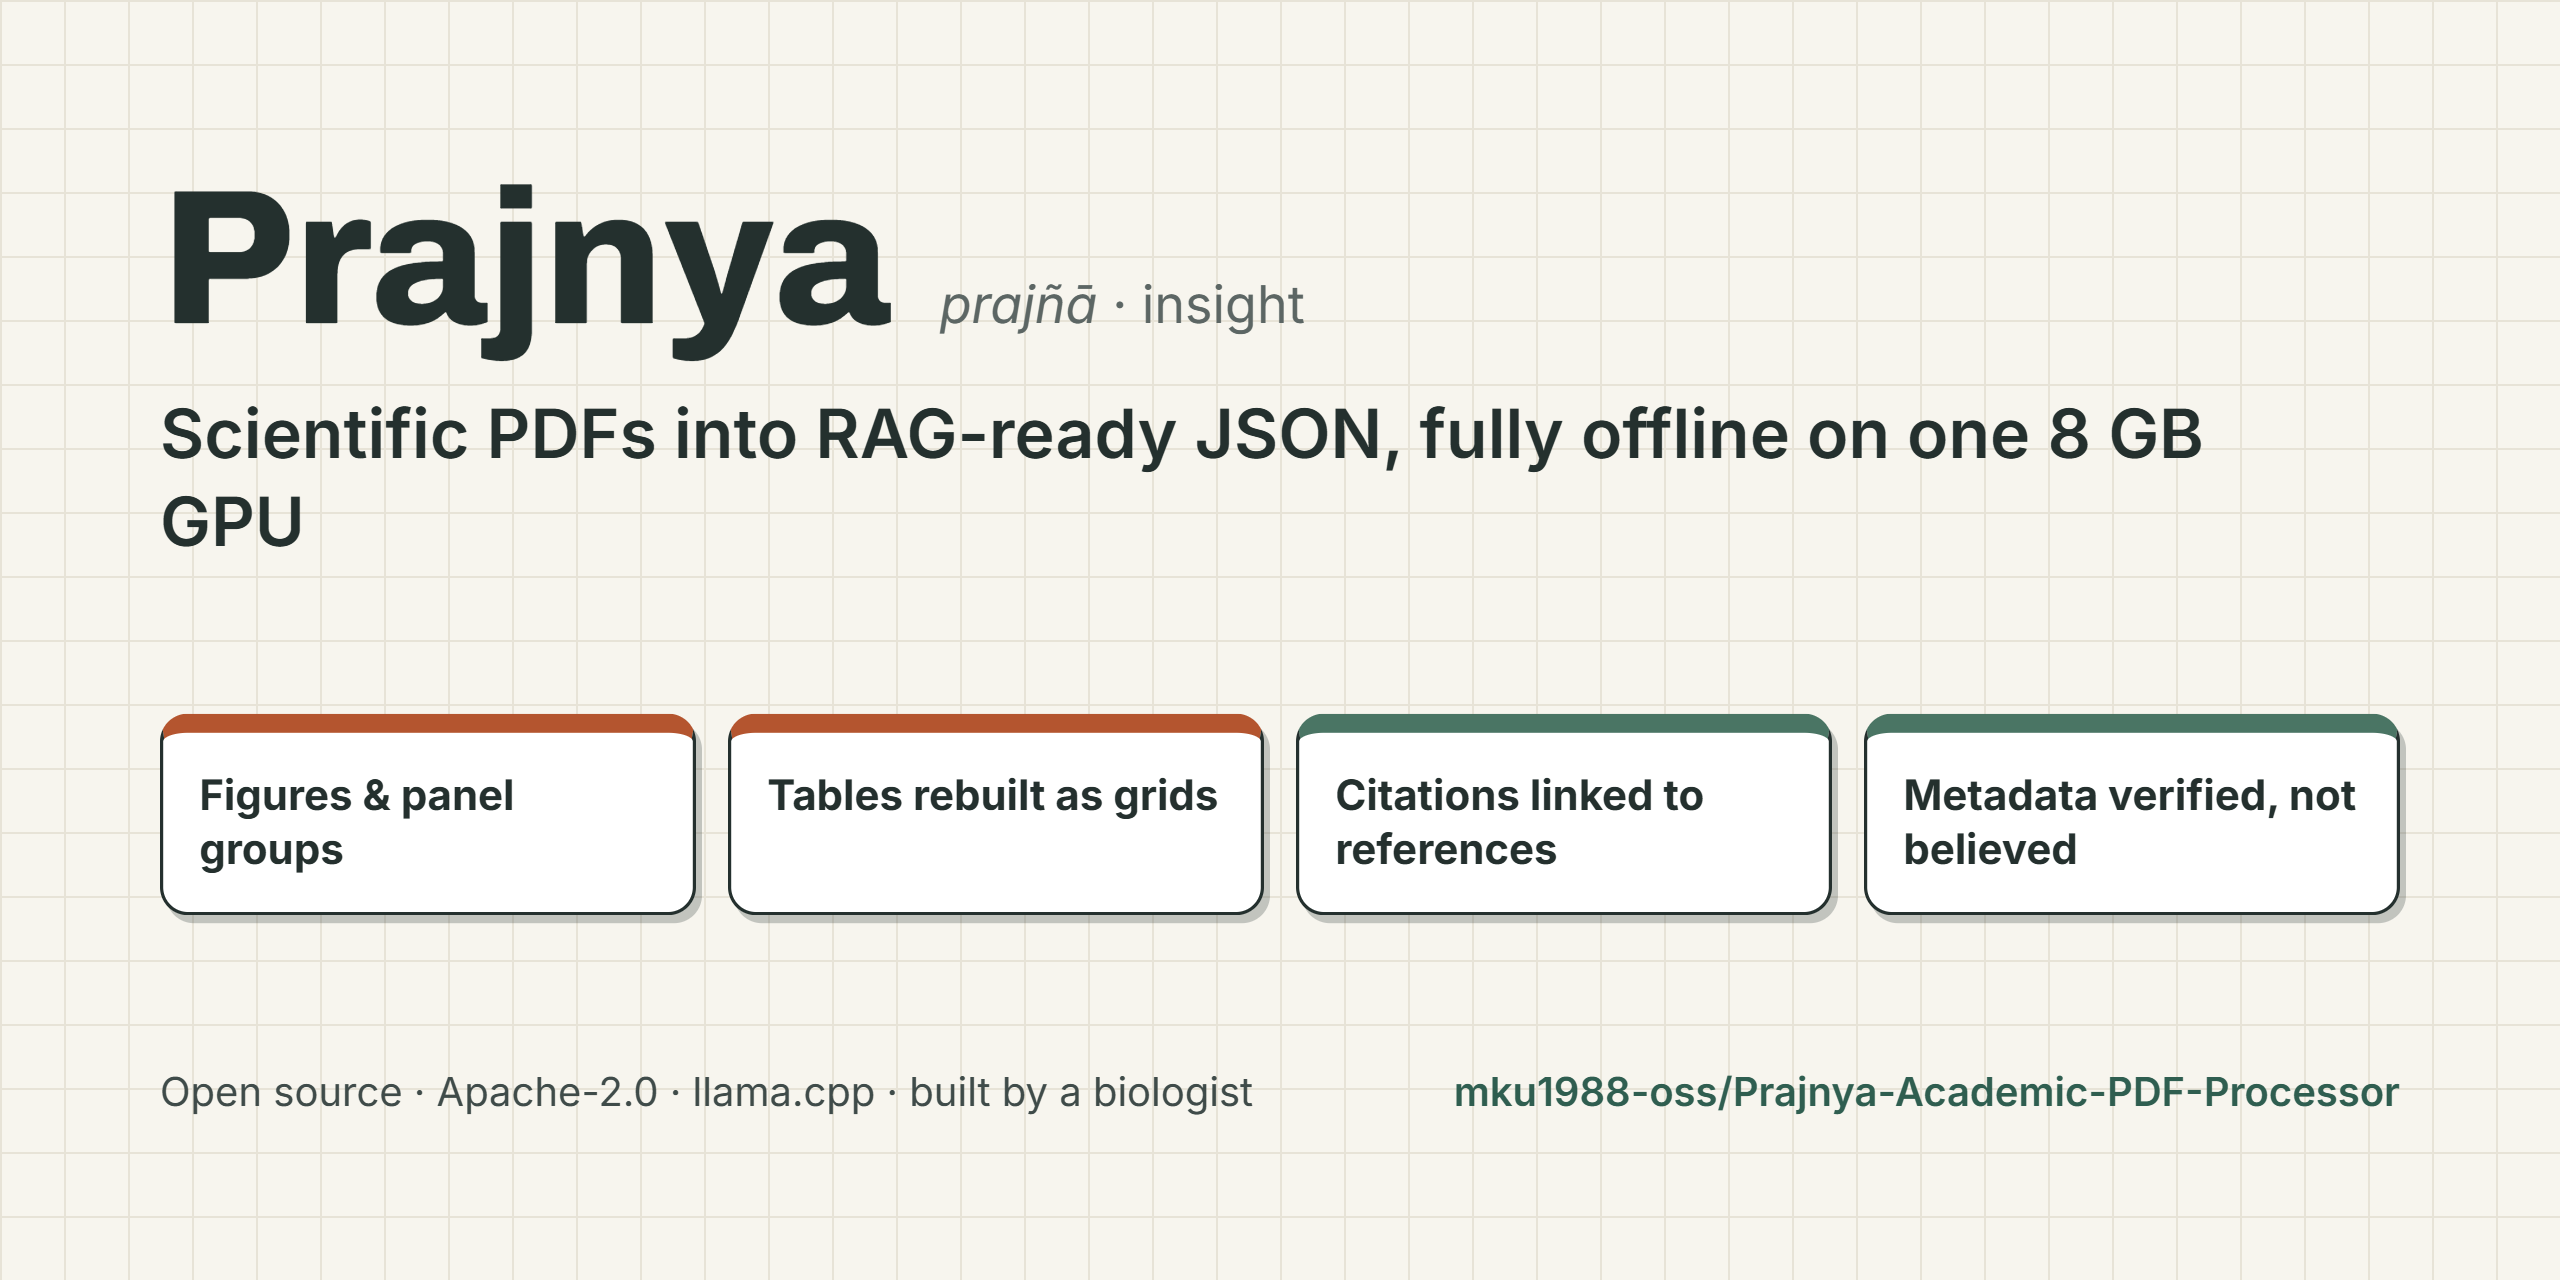 Prajnya prajñā · insight
Scientific PDFs into RAG-ready JSON, fully offline on one 8 GB
GPU
Figures & panel
groups
Tables rebuilt as grids
Citations linked to
references
Metadata verified, not
believed
Open source · Apache-2.0 · llama.cpp · built by a biologist
mku1988-oss/Prajnya-Academic-PDF-Processor